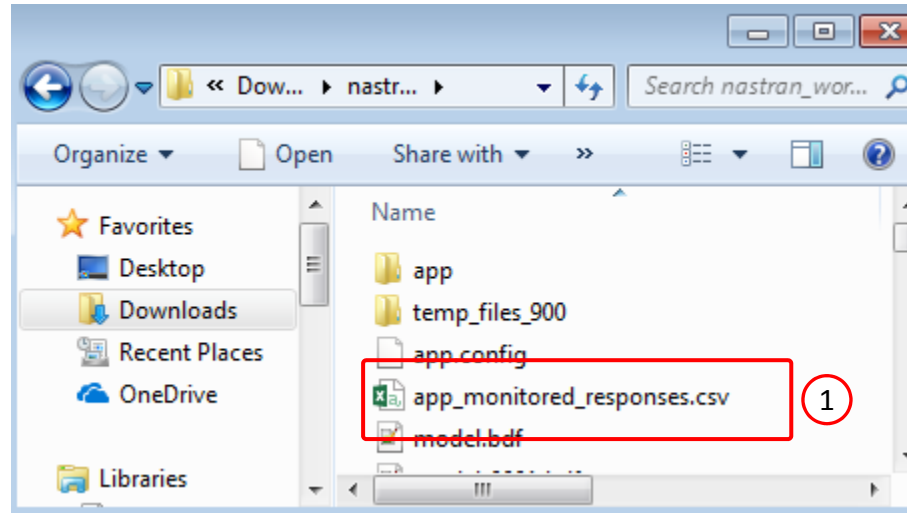 « Dow... nastr... Search nastran_wor...
Organize Open Share with »
Favorites
Desktop
Downloads
Recent Places
OneDrive
Libraries
Name
app
temp_files_900
app.config
app_monitored_responses.csv
1
model.bdf